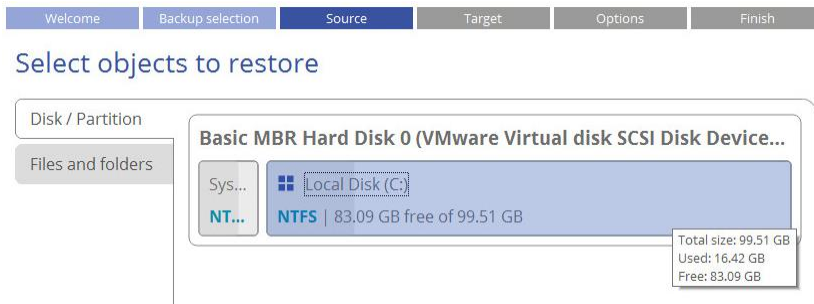 Welcome Backup selection Source Target Options Finish
Select objects to restore
Disk / Partition
Files and folders
Basic MBR Hard Disk 0 (VMware Virtual disk SCSI Disk Device...
Sys... Local Disk (C:)
NT... NTFS | 83.09 GB free of 99.51 GB
Total size: 99.51 GB
Used: 16.42 GB
Free: 83.09 GB